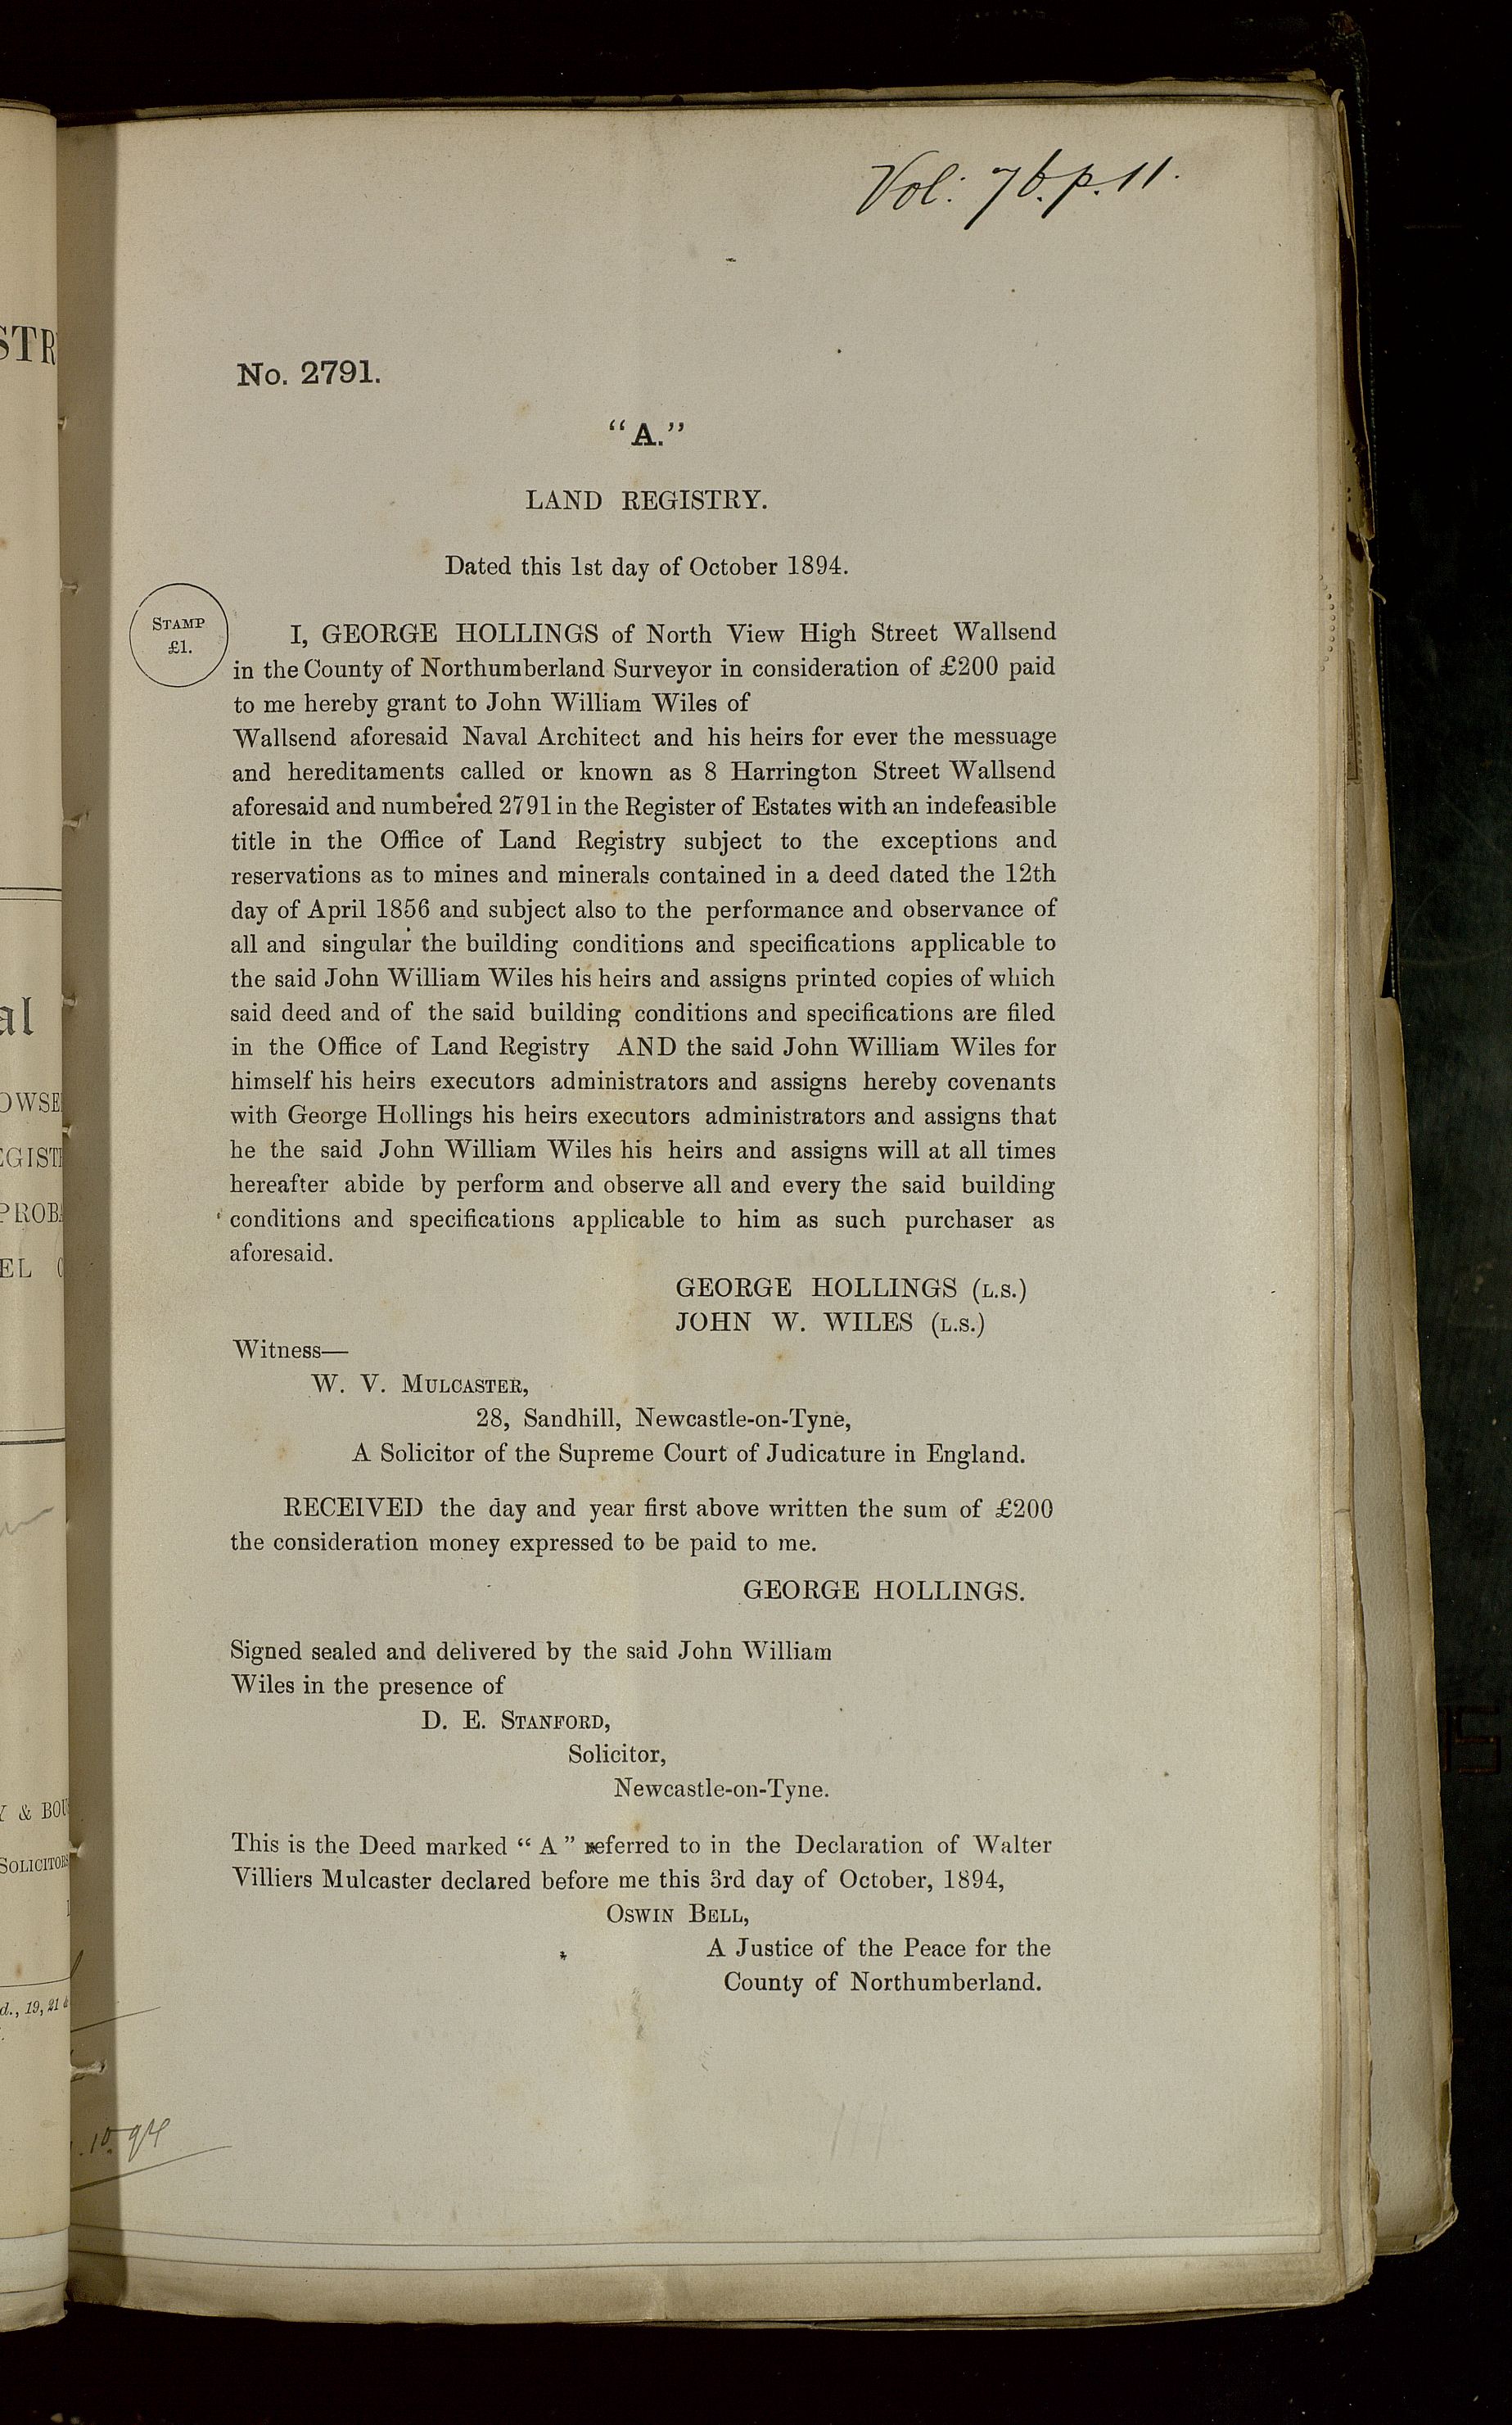 Vol: 76. p. 11.
No. 2791.
“A.”
LAND REGISTRY.
Dated this 1st day of October 1894.
STAMP
£1.
I, GEORGE HOLLINGS of North View High Street Wallsend
in the County of Northumberland Surveyor in consideration of £200 paid
to me hereby grant to John William Wiles of
Wallsend aforesaid Naval Architect and his heirs for ever the messuage
and hereditaments called or known as 8 Harrington Street Wallsend
aforesaid and numbered 2791 in the Register of Estates with an indefeasible
title in the Office of Land Registry subject to the exceptions and
reservations as to mines and minerals contained in a deed dated the 12th
day of April 1856 and subject also to the performance and observance of
all and singular the building conditions and specifications applicable to
the said John William Wiles his heirs and assigns printed copies of which
said deed and of the said building conditions and specifications are filed
in the Office of Land Registry AND the said John William Wiles for
himself his heirs executors administrators and assigns hereby covenants
with George Hollings his heirs executors administrators and assigns that
he the said John William Wiles his heirs and assigns will at all times
hereafter abide by perform and observe all and every the said building
conditions and specifications applicable to him as such purchaser as
aforesaid.
GEORGE HOLLINGS (L.S.)
JOHN W. WILES (L.S.)
Witness—
W. V. MULCASTER,
28, Sandhill, Newcastle-on-Tyne,
A Solicitor of the Supreme Court of Judicature in England.
RECEIVED the day and year first above written the sum of £200
the consideration money expressed to be paid to me.
GEORGE HOLLINGS.
Signed sealed and delivered by the said John William
Wiles in the presence of
D. E. STANFORD,
Solicitor,
Newcastle-on-Tyne.
This is the Deed marked “ A ” referred to in the Declaration of Walter
Villiers Mulcaster declared before me this 3rd day of October, 1894,
OSWIN BELL,
A Justice of the Peace for the
County of Northumberland.
STR
al
OWSE
EGIST
PROB
EL
Y & BOU
SOLICITORS
d., 19, 21 &
.10.94